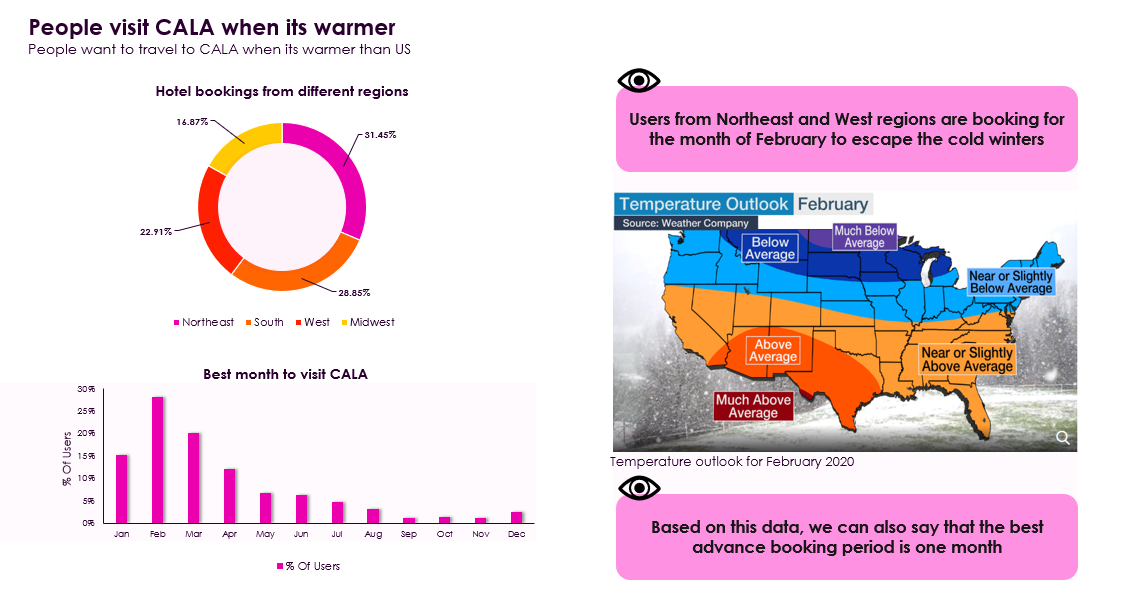 People visit CALA when its warmer
People want to travel to CALA when its warmer than US
Hotel bookings from different regions
16.87%
31.45%
22.91%
28.85%
Northeast South West Midwest
Best month to visit CALA
% Of Users
30%
25%
20%
15%
10%
5%
0%
Jan Feb Mar Apr May Jun Jul Aug Sep Oct Nov Dec
% Of Users
Users from Northeast and West regions are booking for
the month of February to escape the cold winters
Temperature Outlook February
Source: Weather Company
Much Below
Average
Below
Average
Near or Slightly
Below Average
Above
Average
Near or Slightly
Above Average
Much Above
Average
Temperature outlook for February 2020
Based on this data, we can also say that the best
advance booking period is one month